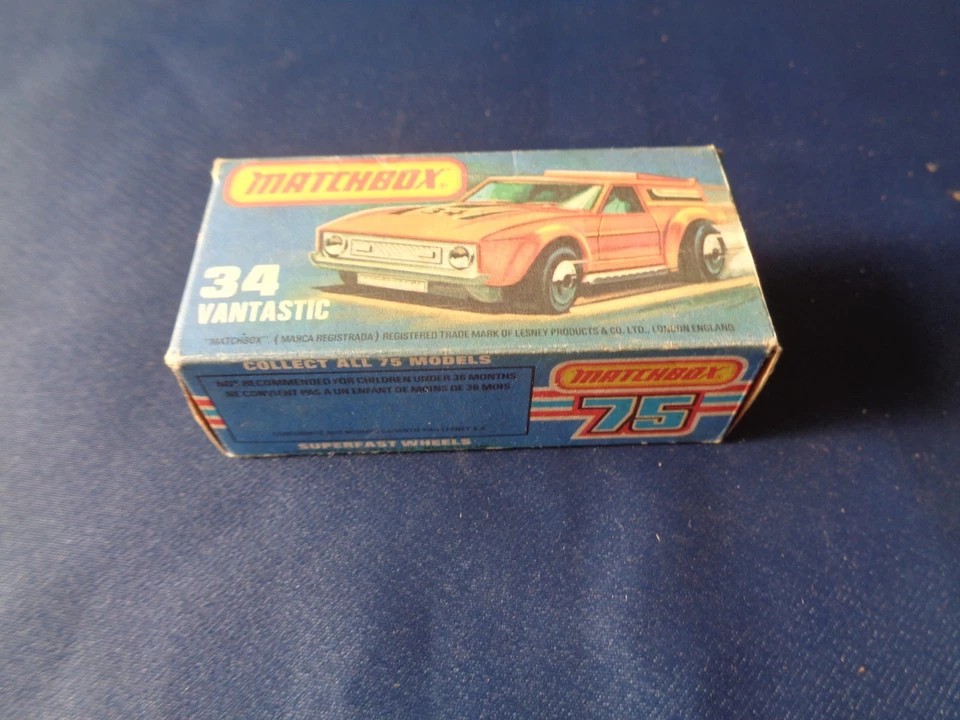 MATCHBOX
34
VANTASTIC
"MATCHBOX" (MARCA REGISTRADA) REGISTERED TRADE MARK OF LESNEY PRODUCTS & CO. LTD., LONDON ENGLAND
COLLECT ALL 75 MODELS
NOT RECOMMENDED FOR CHILDREN UNDER 36 MONTHS
NE CONVIENT PAS A UN ENFANT DE MOINS DE 36 MOIS
MATCHBOX
75
SUPERFAST WHEELS